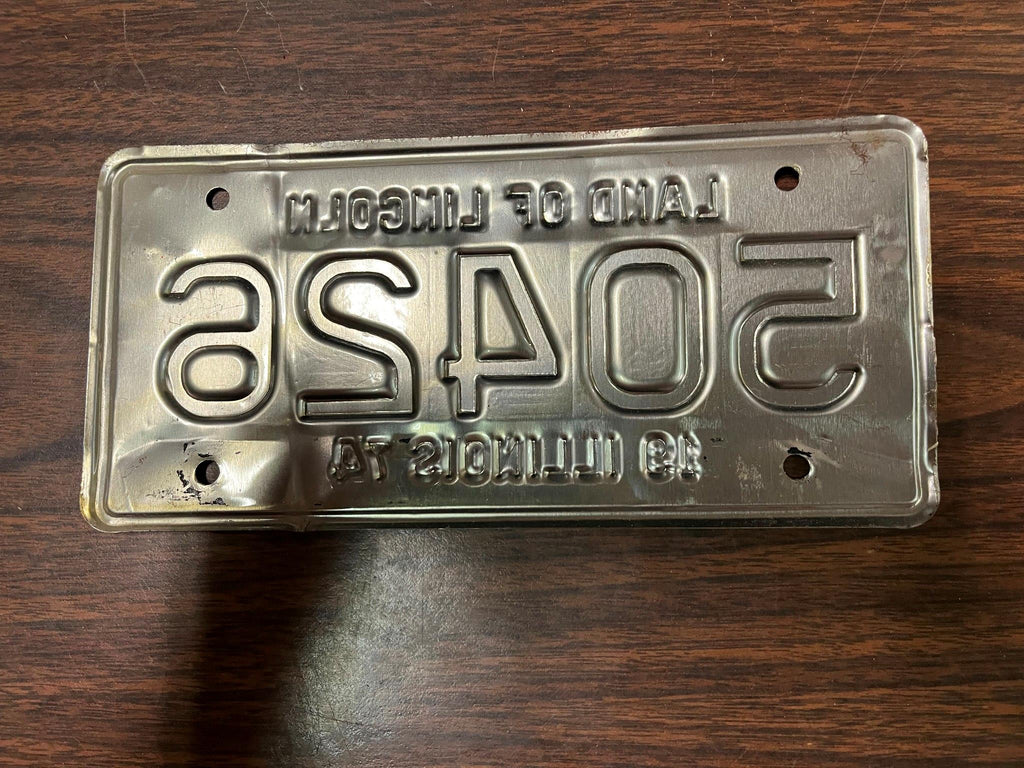 LAND OF LINCOLN
50426
19 ILLINOIS 74